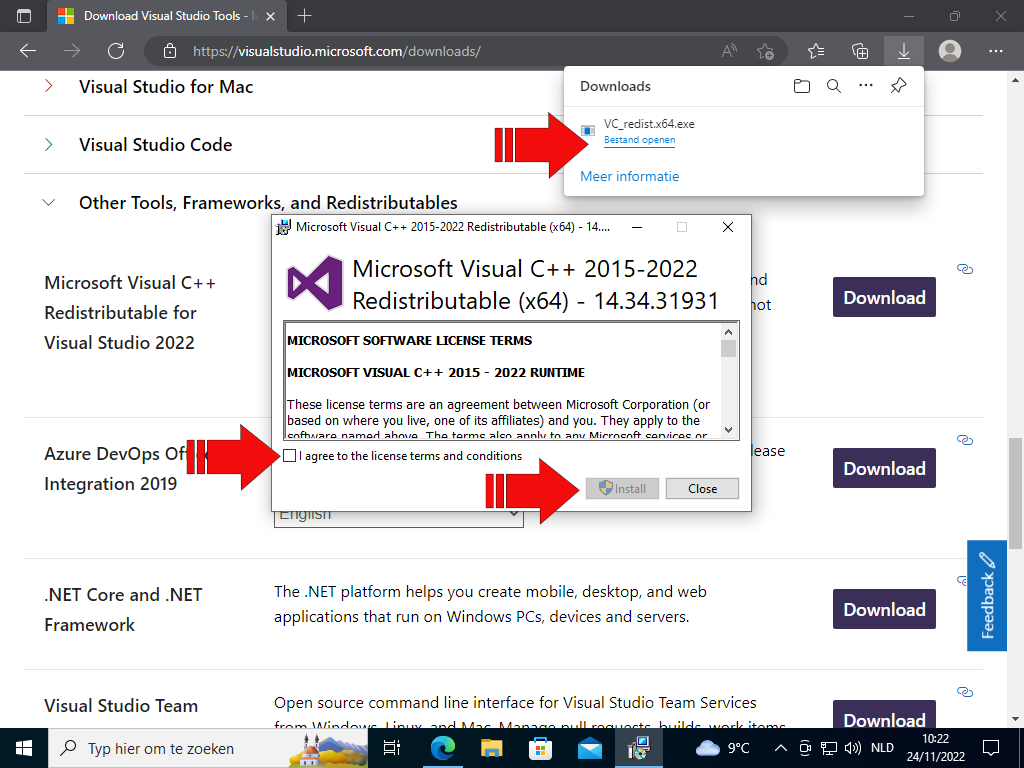 Download Visual Studio Tools - I
https://visualstudio.microsoft.com/downloads/
Downloads
VC_redist.x64.exe
Bestand openen
Meer informatie
Visual Studio for Mac
Visual Studio Code
Other Tools, Frameworks, and Redistributables
Microsoft Visual C++ 2015-2022 Redistributable (x64) - 14....
Microsoft Visual C++ 2015-2022
Redistributable (x64) - 14.34.31931
MICROSOFT SOFTWARE LICENSE TERMS
MICROSOFT VISUAL C++ 2015 - 2022 RUNTIME
These license terms are an agreement between Microsoft Corporation (or
based on where you live, one of its affiliates) and you. They apply to the
software named above. The terms also apply to any Microsoft services or
I agree to the license terms and conditions
Install
Close
Microsoft Visual C++
Redistributable for
Visual Studio 2022
Download
Azure DevOps
Integration 2019
English
Download
.NET Core and .NET
Framework
The .NET platform helps you create mobile, desktop, and web
applications that run on Windows PCs, devices and servers.
Download
Feedback
Visual Studio Team
Open source command line interface for Visual Studio Team Services
from Windows, Linux, and Mac. Manage pull requests, builds, work items
Download
Typ hier om te zoeken
9°C
NLD
10:22
24/11/2022